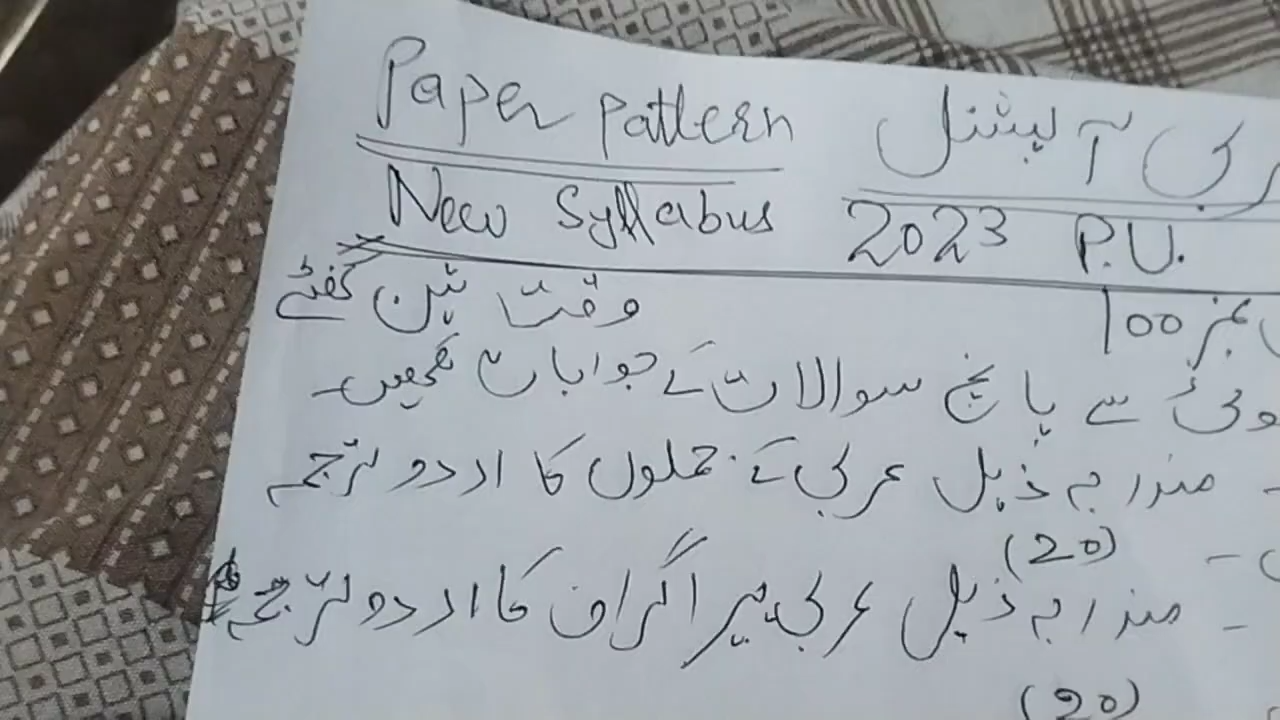 Paper Pattern آپشنل
New Syllabus 2023 P.U.
نمبر 100 وقت تین گھنٹے
سے پانچ سوالات کے جوابات لکھیں۔
- مندرجہ ذیل عربی کے جملوں کا اردو ترجمہ
(20) -
- مندرجہ ذیل عربی پیراگراف کا اردو ترجمہ
(20)